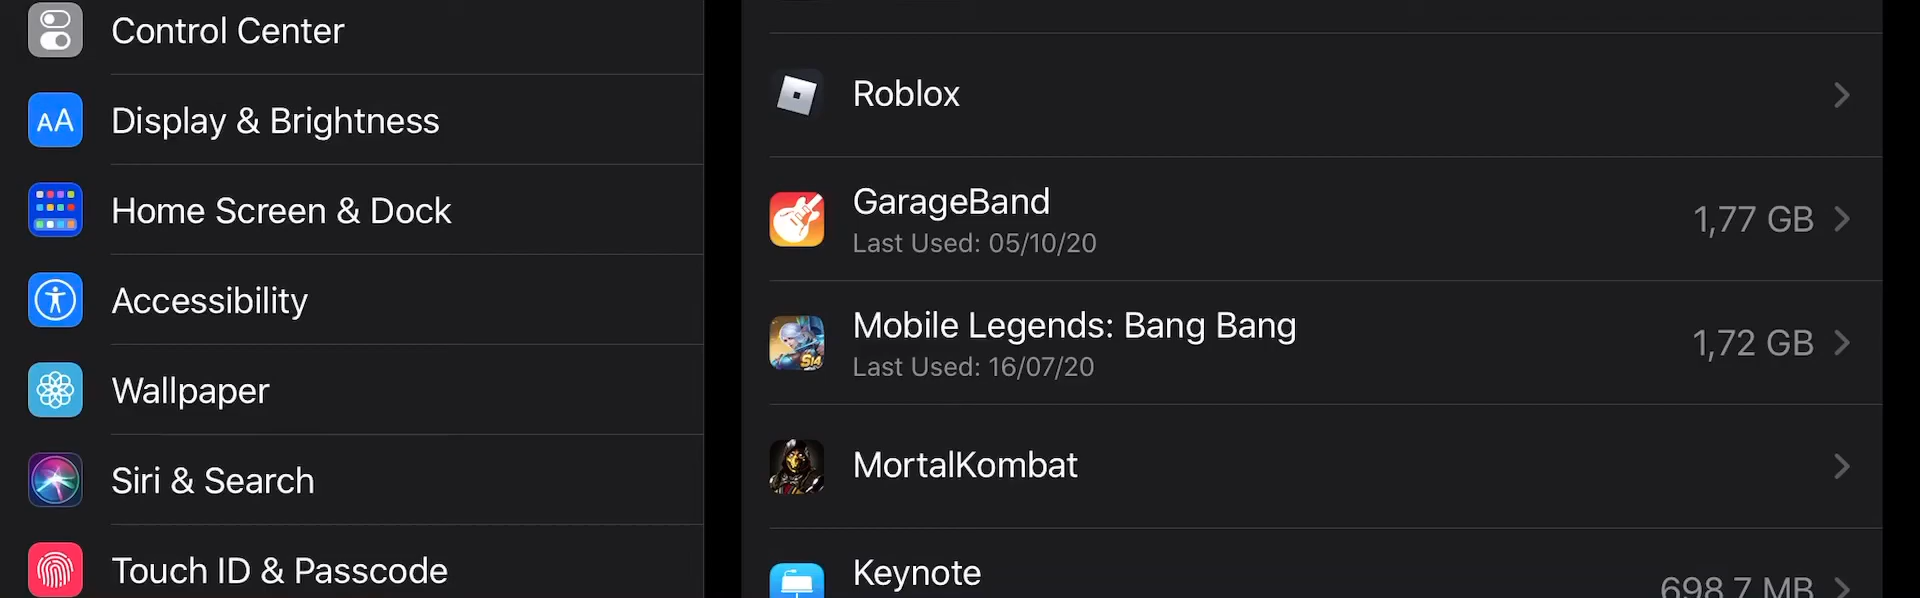 Control Center
Display & Brightness
Home Screen & Dock
Accessibility
Wallpaper
Siri & Search
Touch ID & Passcode
Roblox
GarageBand
Last Used: 05/10/20
1,77 GB
Mobile Legends: Bang Bang
Last Used: 16/07/20
1,72 GB
MortalKombat
Keynote
698,7 MB